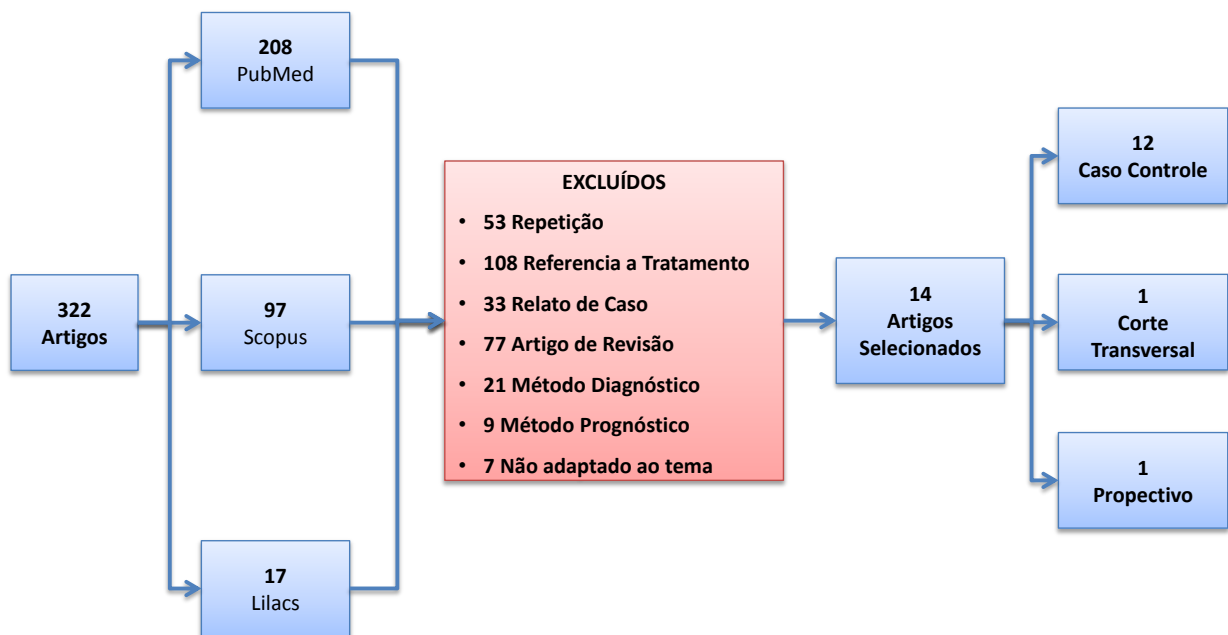 322
Artigos
208
PubMed
97
Scopus
17
Lilacs
EXCLUÍDOS
• 53 Repetição
• 108 Referencia a Tratamento
• 33 Relato de Caso
• 77 Artigo de Revisão
• 21 Método Diagnóstico
• 9 Método Prognóstico
• 7 Não adaptado ao tema
14
Artigos
Selecionados
12
Caso Controle
1
Corte
Transversal
1
Propectivo